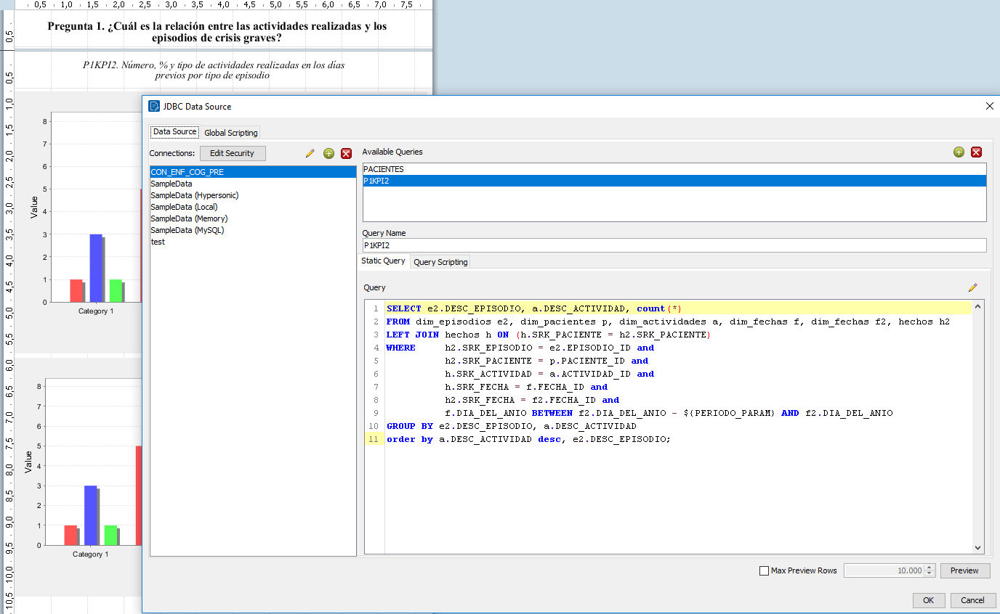 0,5 1,0 1,5 2,0 2,5 3,0 3,5 4,0 4,5 5,0 5,5 6,0 6,5 7,0 7,5
0,5
Pregunta 1. ¿Cuál es la relación entre las actividades realizadas y los
episodios de crisis graves?
0,5 1,0 1,5 2,0 2,5 3,0 3,5 4,0 4,5 5,0 5,5 6,0 6,5 7,0 7,5 8,0 8,5 9,0 9,5 10,0 10,5
P1KPI2. Número, % y tipo de actividades realizadas en los días
previos por tipo de episodio
Value
8
7
6
5
4
3
2
1
0
Category 1
Value
8
7
6
5
4
3
2
1
0
Category 1
JDBC Data Source
Data Source Global Scripting
Connections: Edit Security
CON_ENF_COG_PRE
SampleData
SampleData (Hypersonic)
SampleData (Local)
SampleData (Memory)
SampleData (MySQL)
test
Available Queries
PACIENTES
P1KPI2
Query Name
P1KPI2
Static Query Query Scripting
Query
1 SELECT e2.DESC_EPISODIO, a.DESC_ACTIVIDAD, count(*)
2 FROM dim_episodios e2, dim_pacientes p, dim_actividades a, dim_fechas f, dim_fechas f2, hechos h2
3 LEFT JOIN hechos h ON (h.SRK_PACIENTE = h2.SRK_PACIENTE)
4 WHERE h2.SRK_EPISODIO = e2.EPISODIO_ID and
5 h2.SRK_PACIENTE = p.PACIENTE_ID and
6 h.SRK_ACTIVIDAD = a.ACTIVIDAD_ID and
7 h.SRK_FECHA = f.FECHA_ID and
8 h2.SRK_FECHA = f2.FECHA_ID and
9 f.DIA_DEL_ANIO BETWEEN f2.DIA_DEL_ANIO - ${PERIODO_PARAM} AND f2.DIA_DEL_ANIO
10 GROUP BY e2.DESC_EPISODIO, a.DESC_ACTIVIDAD
11 order by a.DESC_ACTIVIDAD desc, e2.DESC_EPISODIO;
Max Preview Rows 10.000 Preview
OK Cancel